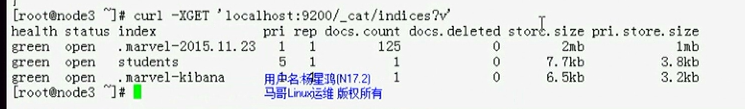 [root@node3 ~]# curl -XGET 'localhost:9200/_cat/indices?v'
health status index pri rep docs.count docs.deleted store.size pri.store.size
green open .marvel-2015.11.23 1 1 125 0 2mb 1mb
green open students 5 1 1 0 7.7kb 3.8kb
green open .marvel-kibana 1 0 6.5kb 3.2kb
用户名:杨星鸿(N17.2)
[root@node3 ~]#
马哥Linux运维 版权所有